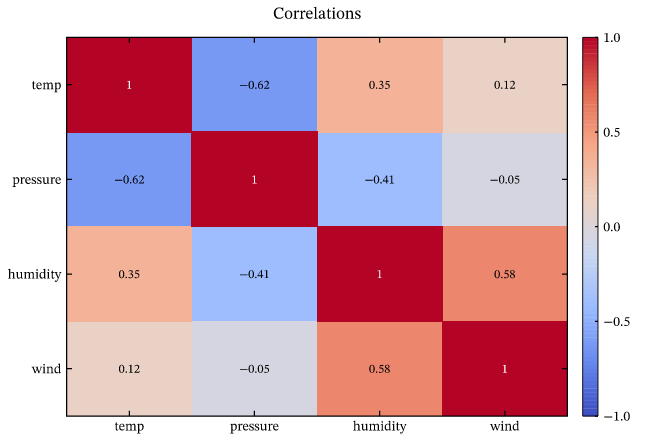 Correlations
temp 1 −0.62 0.35 0.12
pressure −0.62 1 −0.41 −0.05
humidity 0.35 −0.41 1 0.58
wind 0.12 −0.05 0.58 1
temp pressure humidity wind
1.0
0.5
0.0
−0.5
−1.0